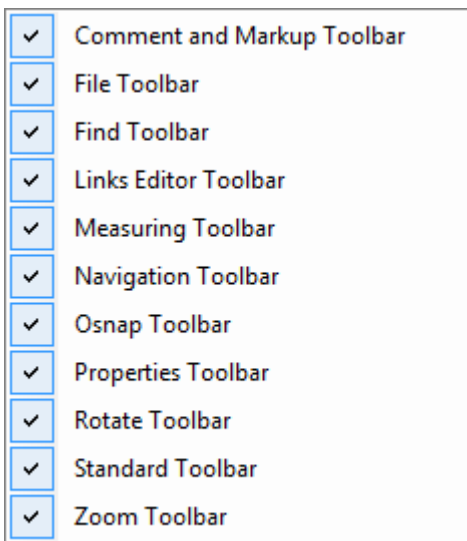 Comment and Markup Toolbar
File Toolbar
Find Toolbar
Links Editor Toolbar
Measuring Toolbar
Navigation Toolbar
Osnap Toolbar
Properties Toolbar
Rotate Toolbar
Standard Toolbar
Zoom Toolbar